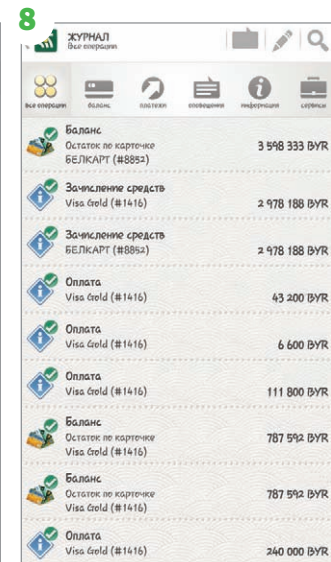 8
ЖУРНАЛ
Все операции
все операции баланс платежи сообщения информация сервисы
Баланс
Остаток по карточке
БЕЛКАРТ (#8852)
3 598 333 BYR
Зачисление средств
Visa Gold (#1416)
2 978 188 BYR
Зачисление средств
БЕЛКАРТ (#8852)
2 978 188 BYR
Оплата
Visa Gold (#1416)
43 200 BYR
Оплата
Visa Gold (#1416)
6 600 BYR
Оплата
Visa Gold (#1416)
111 800 BYR
Баланс
Остаток по карточке
Visa Gold (#1416)
787 592 BYR
Баланс
Остаток по карточке
Visa Gold (#1416)
787 592 BYR
Оплата
Visa Gold (#1416)
240 000 BYR